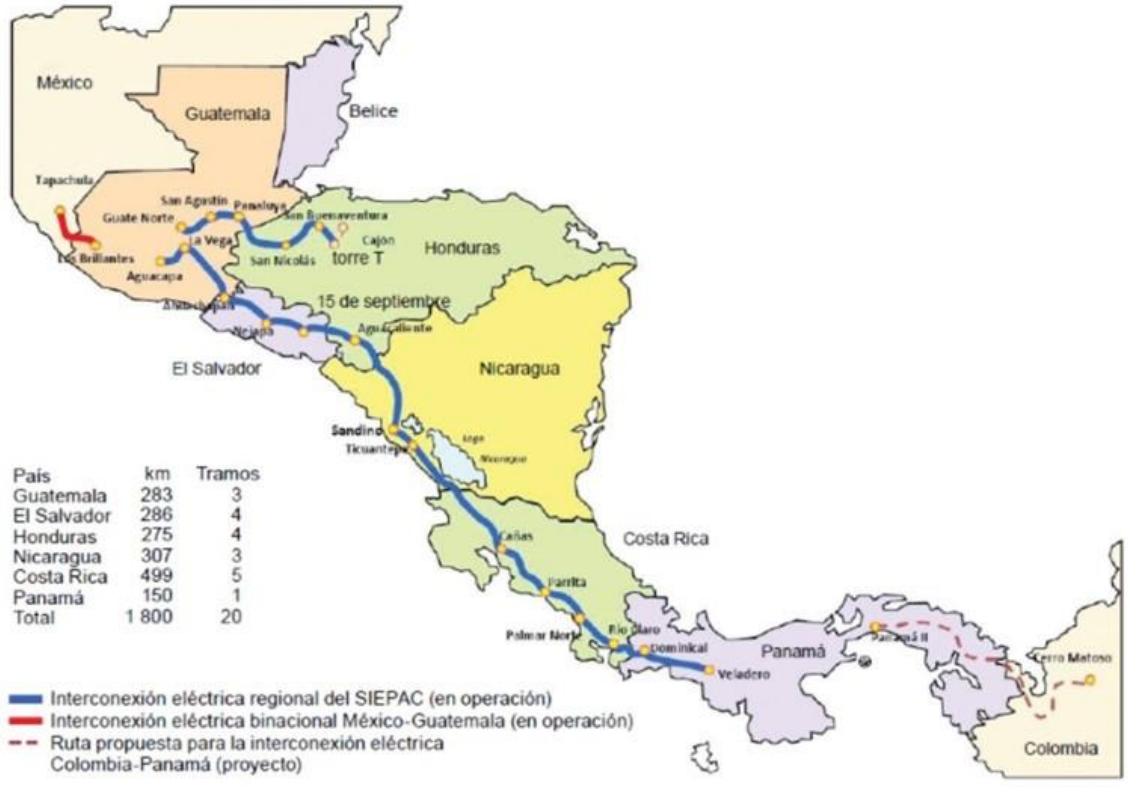 México
Guatemala
Belice
Tapachula
San Agustín
Panaluya
Guate Norte
San Buenaventura
La Vega
Cajón
Honduras
Los Brillantes
San Nicolás
torre T
Aguacapa
15 de septiembre
Ahuachapán
Nejapa
Aguacaliente
El Salvador
Nicaragua
Sandino
Lago
Nicaragua
Ticuantepe
País km Tramos
Guatemala 283 3
El Salvador 286 4
Honduras 275 4
Nicaragua 307 3
Costa Rica 499 5
Panamá 150 1
Total 1 800 20
Cañas
Costa Rica
Parrita
Palmar Norte
Río Claro
Dominical
Panamá
Panamá II
Veladero
Cerro Matoso
Colombia
Interconexión eléctrica regional del SIEPAC (en operación)
Interconexión eléctrica binacional México-Guatemala (en operación)
Ruta propuesta para la interconexión eléctrica
Colombia-Panamá (proyecto)